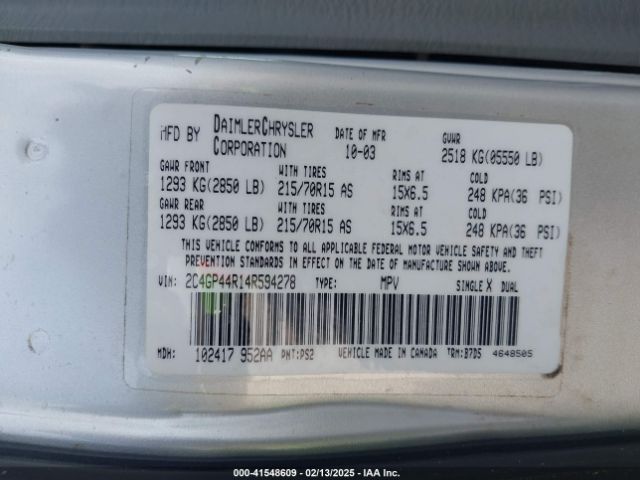 MFD BY DAIMLERCHRYSLER CORPORATION DATE OF MFR 10-03 GVWR 2518 KG(05550 LB)
GAWR FRONT WITH TIRES RIMS AT COLD
1293 KG(2850 LB) 215/70R15 AS 15X6.5 248 KPA(36 PSI)
GAWR REAR WITH TIRES RIMS AT COLD
1293 KG(2850 LB) 215/70R15 AS 15X6.5 248 KPA(36 PSI)
THIS VEHICLE CONFORMS TO ALL APPLICABLE FEDERAL MOTOR VEHICLE SAFETY AND THEFT
PREVENTION STANDARDS IN EFFECT ON THE DATE OF MANUFACTURE SHOWN ABOVE.
VIN: 2C4GP44R14R594278 TYPE: MPV SINGLE X DUAL
MDH: 102417 952AA PNT:PS2 VEHICLE MADE IN CANADA TRM:B7D5 4648505
000-41548609 - 02/13/2025 - IAA Inc.